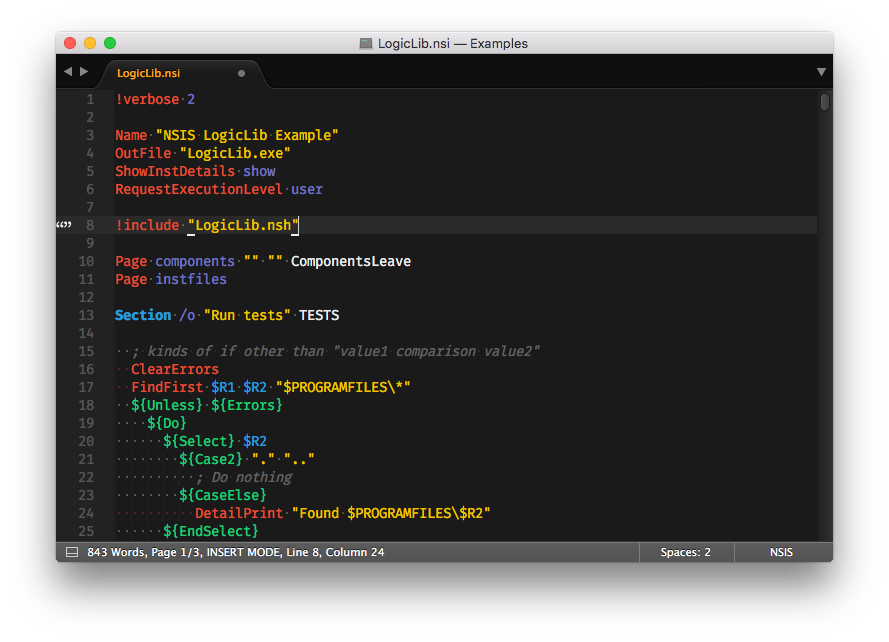 LogicLib.nsi — Examples
LogicLib.nsi
1 !verbose 2
2
3 Name "NSIS LogicLib Example"
4 OutFile "LogicLib.exe"
5 ShowInstDetails show
6 RequestExecutionLevel user
7
“” 8 !include "LogicLib.nsh"
9
10 Page components "" "" ComponentsLeave
11 Page instfiles
12
13 Section /o "Run tests" TESTS
14
15   ; kinds of if other than "value1 comparison value2"
16   ClearErrors
17   FindFirst $R1 $R2 "$PROGRAMFILES\*"
18   ${Unless} ${Errors}
19     ${Do}
20       ${Select} $R2
21         ${Case2} "." ".."
22           ; Do nothing
23         ${CaseElse}
24           DetailPrint "Found $PROGRAMFILES\$R2"
25       ${EndSelect}
843 Words, Page 1/3, INSERT MODE, Line 8, Column 24 Spaces: 2 NSIS